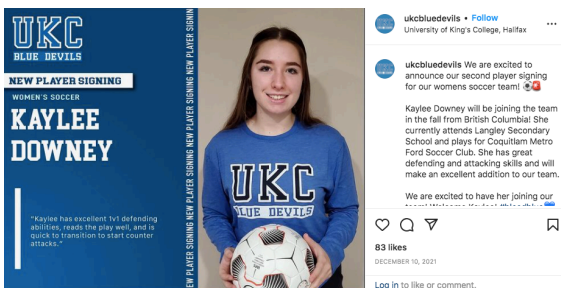 UKC
BLUE DEVILS
NEW PLAYER SIGNING
WOMEN'S SOCCER
KAYLEE
DOWNEY
"Kaylee has excellent 1v1 defending
abilities, reads the play well, and is
quick to transition to start counter
attacks."
EW PLAYER SIGNING NEW PLAYER SIGNING NEW PLAYER SIGNING NEW PLAYER SIGNIN
UKC
BLUE DEVILS
ukcbluedevils • Follow
University of King's College, Halifax
ukcbluedevils We are excited to
announce our second player signing
for our womens soccer team! ⚽🚨
Kaylee Downey will be joining the team
in the fall from British Columbia! She
currently attends Langley Secondary
School and plays for Coquitlam Metro
Ford Soccer Club. She has great
defending and attacking skills and will
make an excellent addition to our team.
We are excited to have her joining our
83 likes
DECEMBER 10, 2021
Log in to like or comment.